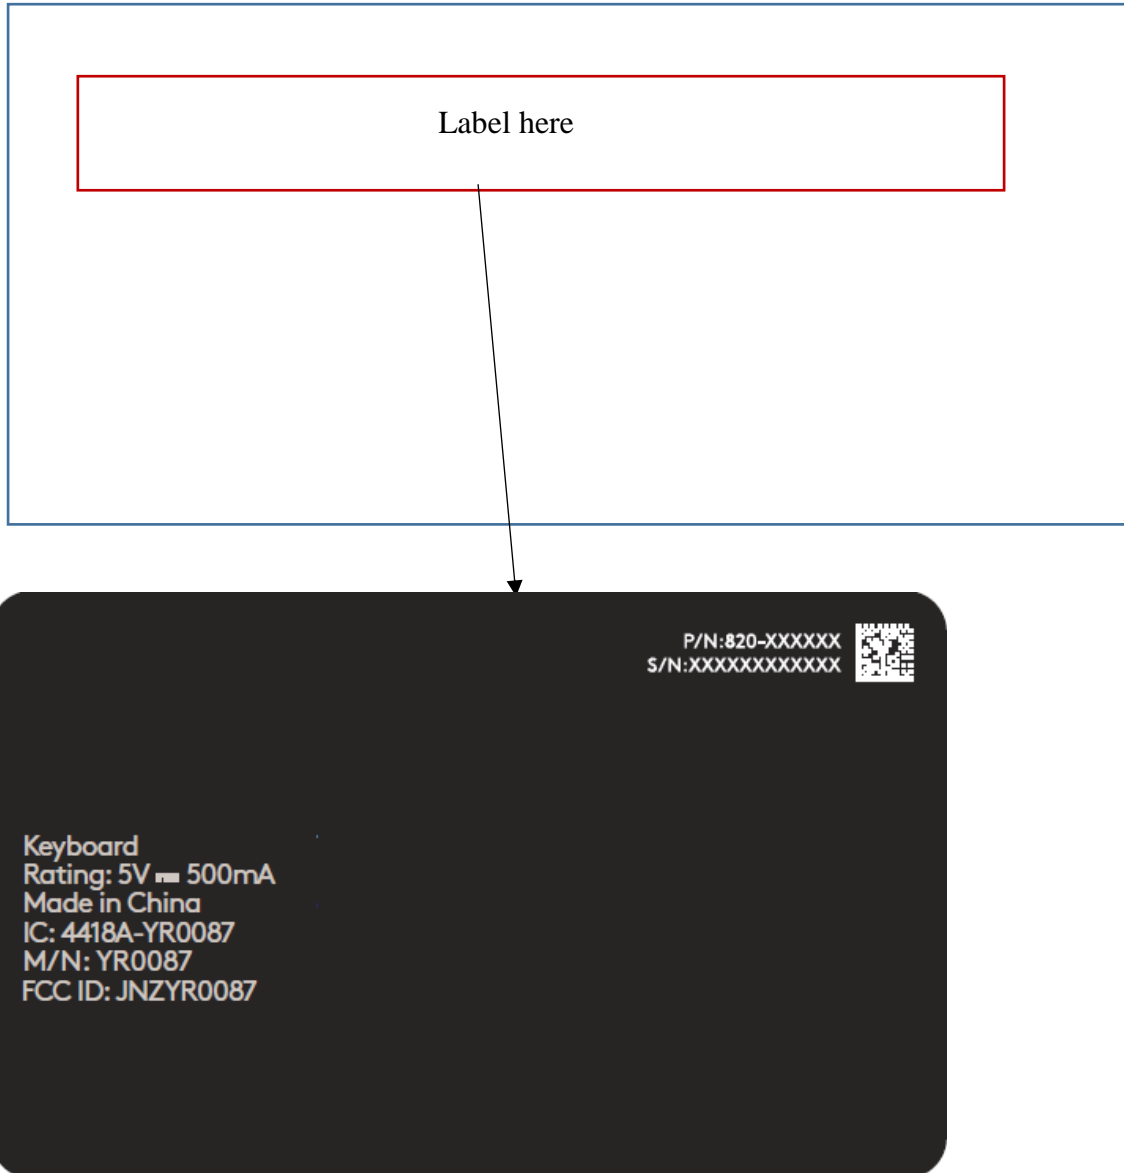 Label here
P/N:820-XXXXXX
S/N:XXXXXXXXXXXX
Keyboard
Rating: 5V ⎓ 500mA
Made in China
IC: 4418A-YR0087
M/N: YR0087
FCC ID: JNZYR0087